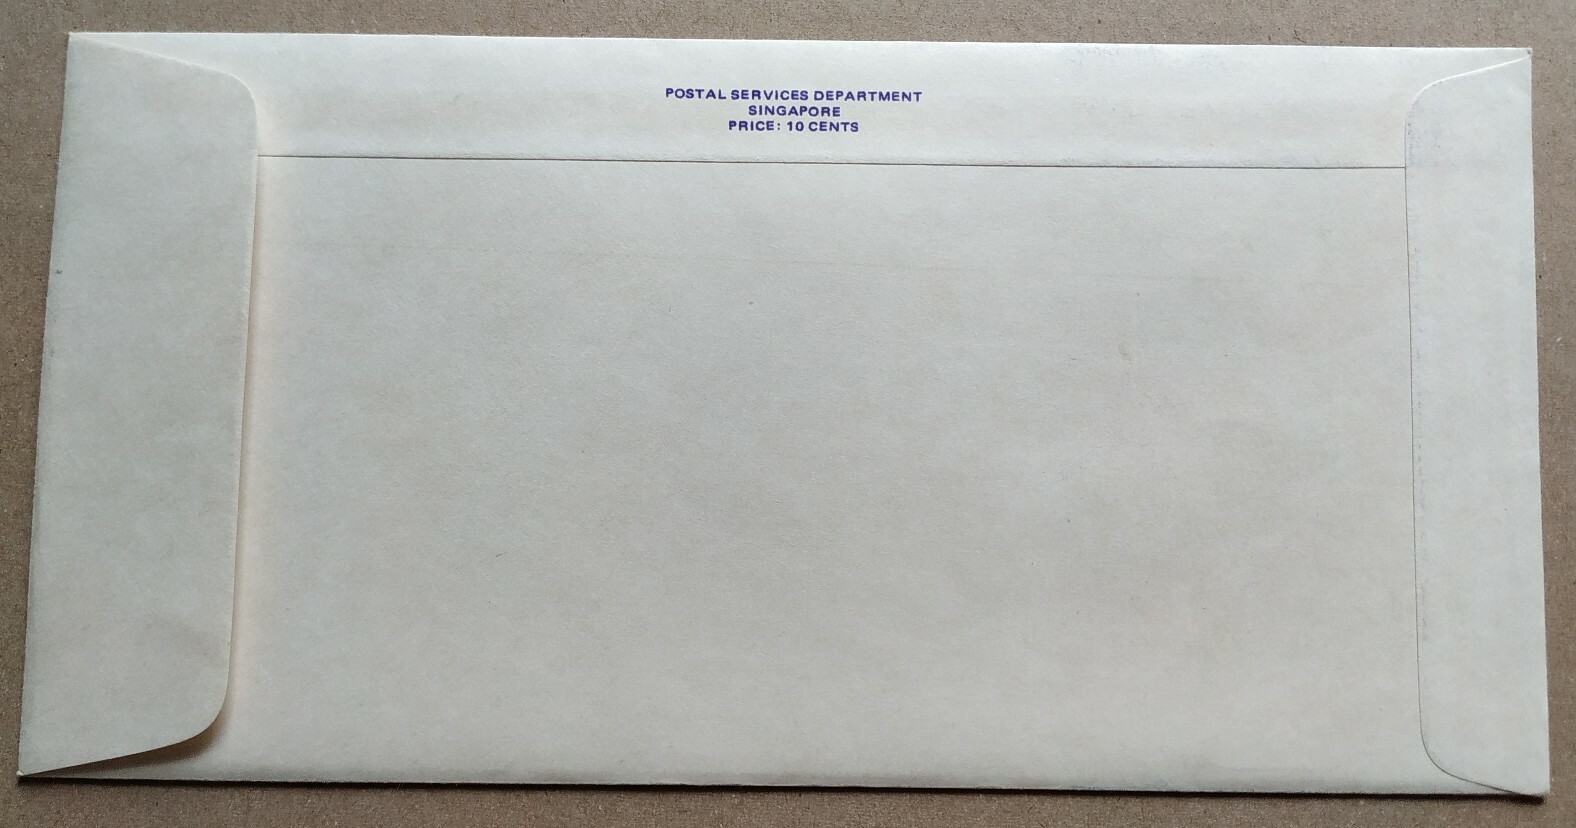 POSTAL SERVICES DEPARTMENT
SINGAPORE
PRICE: 10 CENTS